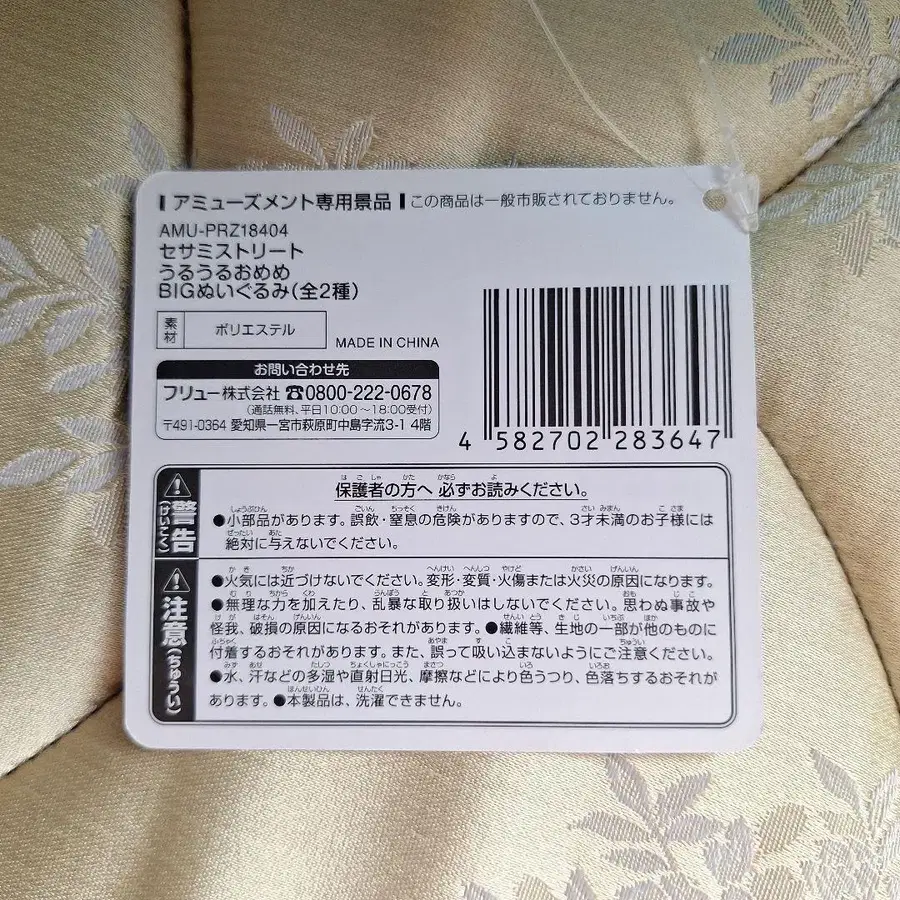 アミューズメント専用景品 この商品は一般市販されておりません。
AMU-PRZ18404
セサミストリート
うるうるおめめ
BIGぬいぐるみ(全2種)
素材 ポリエステル
MADE IN CHINA
お問い合わせ先
フリュー株式会社 ☎0800-222-0678
(通話無料、平日10:00~18:00受付)
〒491-0364 愛知県一宮市萩原町中島字流3-1 4階
4 582702 283647
⚠警告(けいこく)
保護者の方へ 必ずお読みください。
●小部品があります。誤飲・窒息の危険がありますので、3才未満のお子様には
絶対に与えないでください。
⚠注意(ちゅうい)
●火気には近づけないでください。変形・変質・火傷または火災の原因になります。
●無理な力を加えたり、乱暴な取り扱いはしないでください。思わぬ事故や
怪我、破損の原因になるおそれがあります。●繊維等、生地の一部が他のものに
付着するおそれがあります。また、誤って吸い込まないようにご注意ください。
●水、汗などの多湿や直射日光、摩擦などにより色うつり、色落ちするおそれが
あります。●本製品は、洗濯できません。